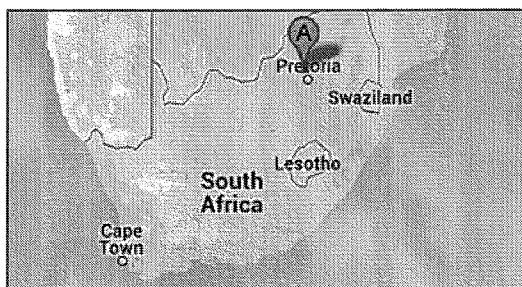 A
Pretoria
Swaziland
Lesotho
South
Africa
Cape
Town